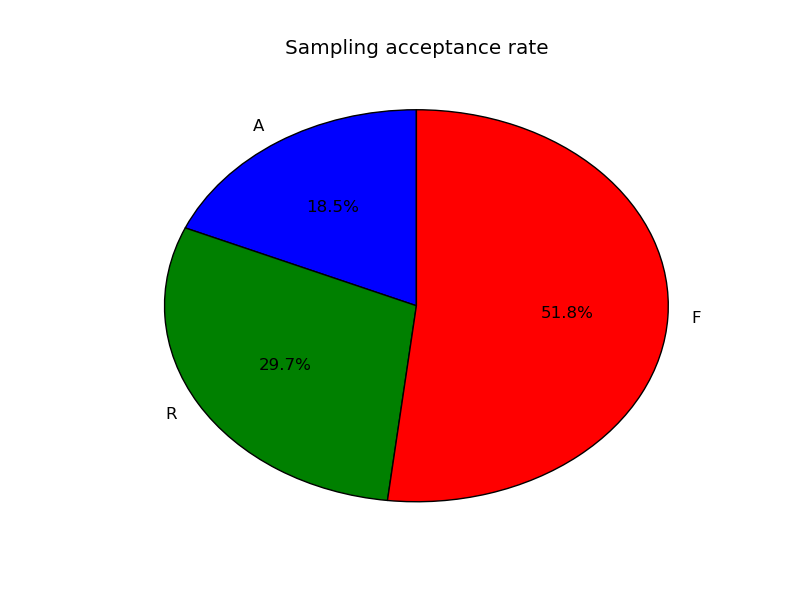 Sampling acceptance rate
A
18.5%
51.8%
F
29.7%
R